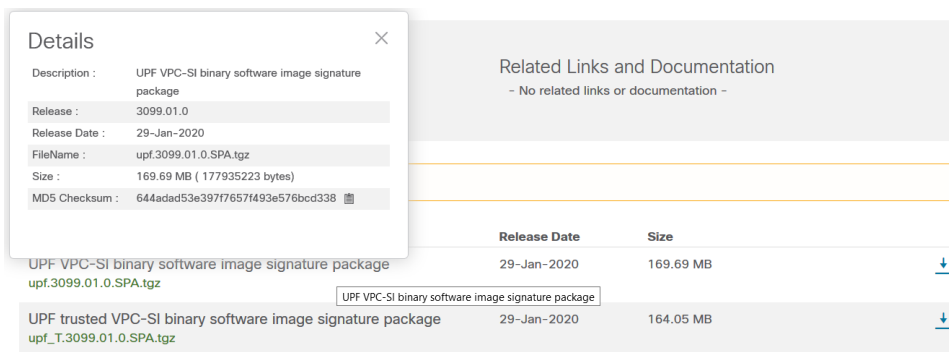 Details
Description :
UPF VPC-SI binary software image signature
package
Release :
3099.01.0
Release Date :
29-Jan-2020
FileName :
upf.3099.01.0.SPA.tgz
Size :
169.69 MB ( 177935223 bytes)
MD5 Checksum :
644adad53e397f7657f493e576bcd338
Related Links and Documentation
- No related links or documentation -
Release Date
Size
UPF VPC-SI binary software image signature package
29-Jan-2020
169.69 MB
upf.3099.01.0.SPA.tgz
UPF VPC-SI binary software image signature package
UPF trusted VPC-SI binary software image signature package
29-Jan-2020
164.05 MB
upf_T.3099.01.0.SPA.tgz